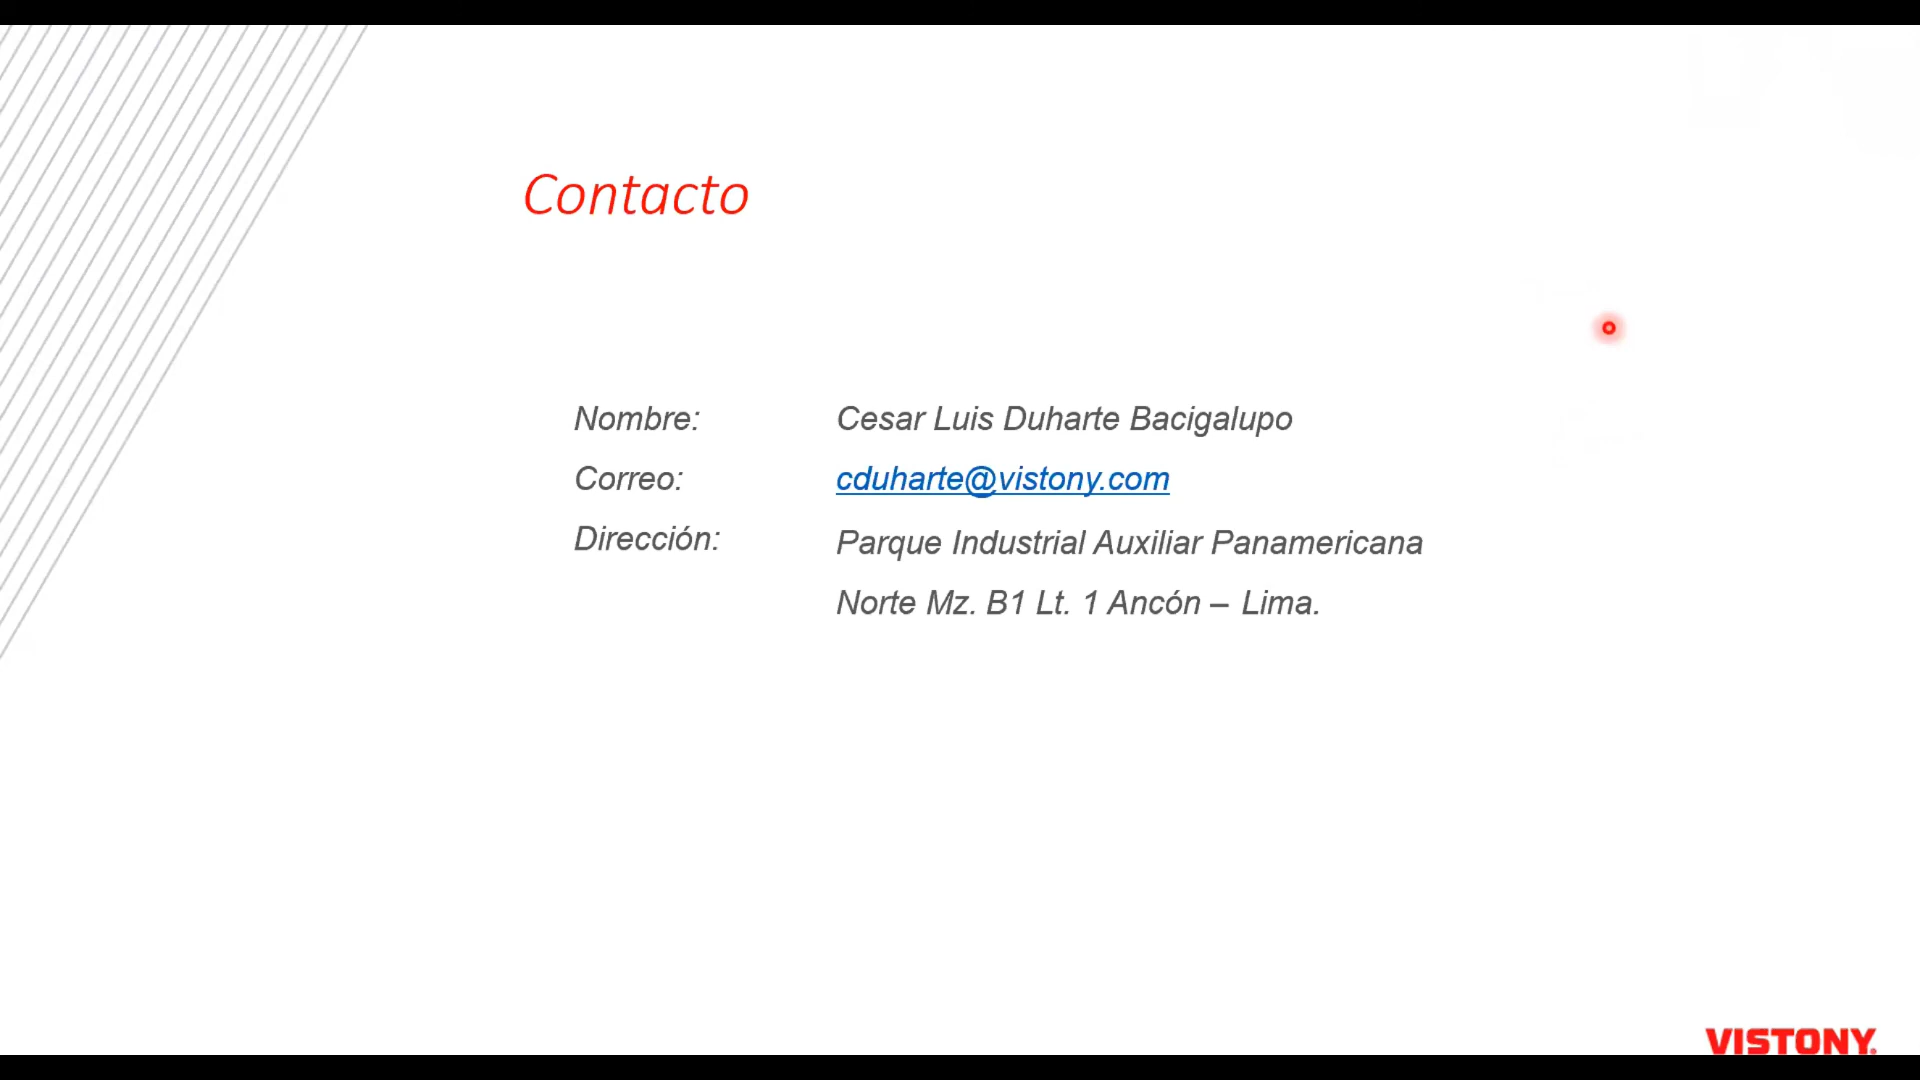 Contacto
Nombre: Cesar Luis Duharte Bacigalupo
Correo: cduharte@vistony.com
Dirección: Parque Industrial Auxiliar Panamericana
Norte Mz. B1 Lt. 1 Ancón – Lima.
VISTONY.